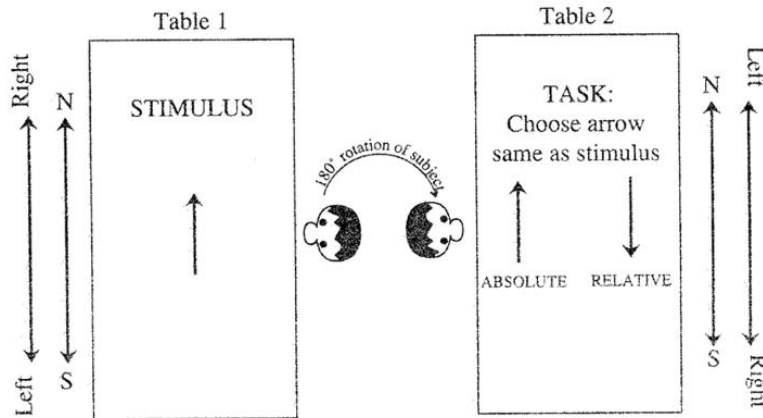 Table 1
Right
N
STIMULUS
Left
S
180° rotation of subject
Table 2
TASK:
Choose arrow
same as stimulus
ABSOLUTE RELATIVE
N
Left
S
Right